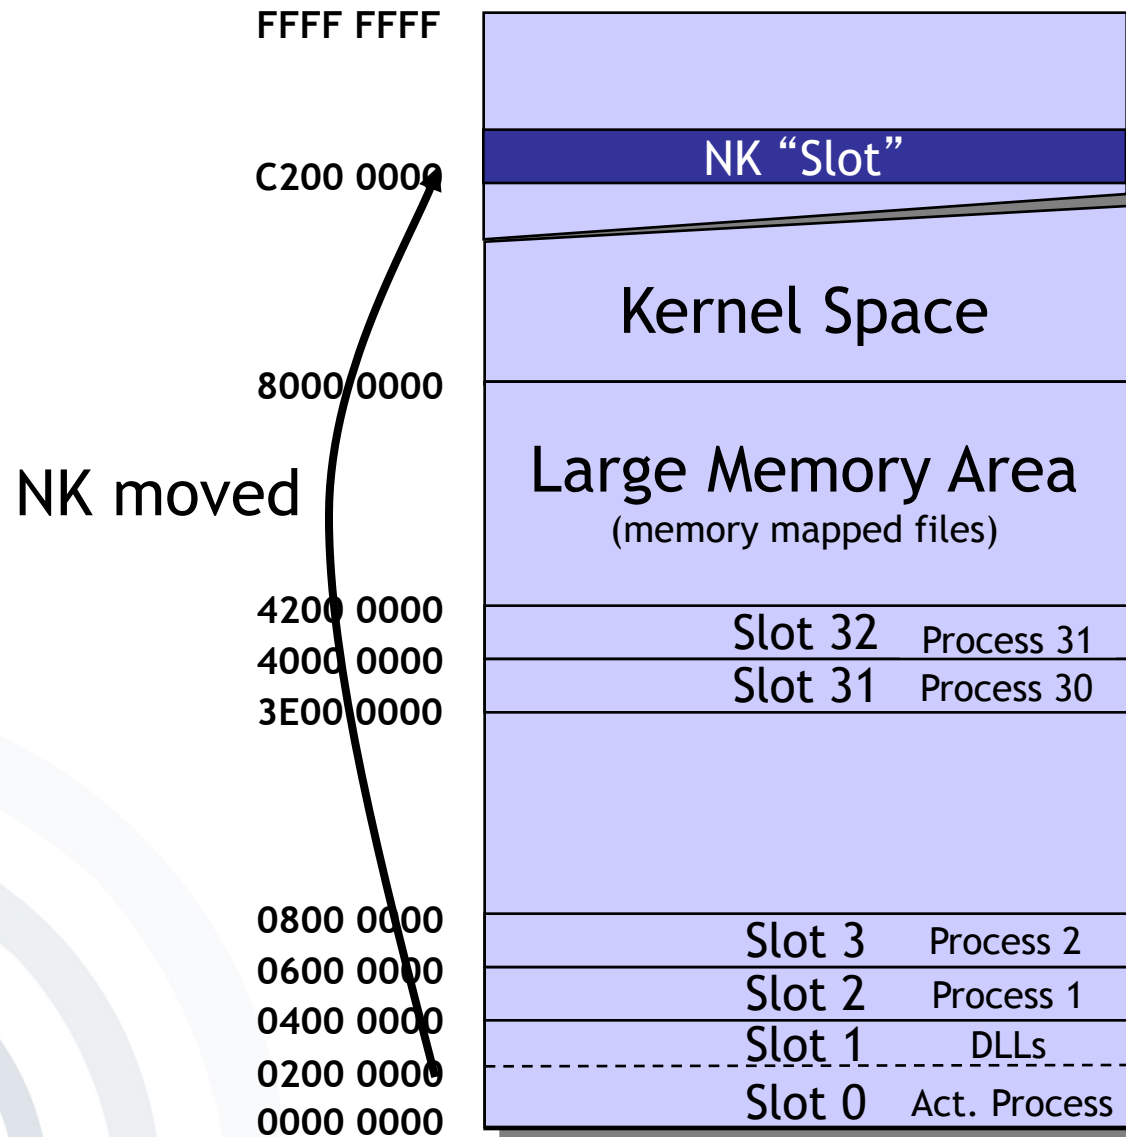 FFFF FFFF
NK “Slot”
C200 0000
Kernel Space
8000 0000
Large Memory Area
NK moved
(memory mapped files)
4200 0000
Slot 32 Process 31
4000 0000
Slot 31 Process 30
3E00 0000
0800 0000
Slot 3 Process 2
0600 0000
Slot 2 Process 1
0400 0000
Slot 1 DLLs
0200 0000
Slot 0 Act. Process
0000 0000